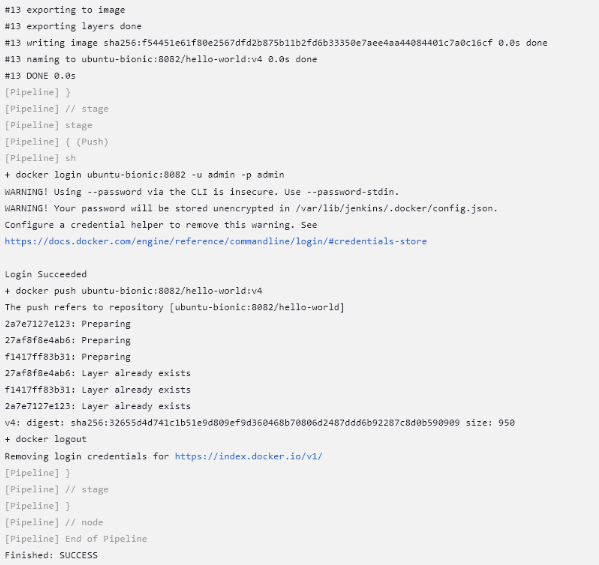 #13 exporting to image
#13 exporting layers done
#13 writing image sha256:f54451e61f80e2567dfd2b875b11b2fd6b33350e7aee4aa44084401c7a0c16cf 0.0s done
#13 naming to ubuntu-bionic:8082/hello-world:v4 0.0s done
#13 DONE 0.0s
[Pipeline] }
[Pipeline] // stage
[Pipeline] stage
[Pipeline] { (Push)
[Pipeline] sh
+ docker login ubuntu-bionic:8082 -u admin -p admin
WARNING! Using --password via the CLI is insecure. Use --password-stdin.
WARNING! Your password will be stored unencrypted in /var/lib/jenkins/.docker/config.json.
Configure a credential helper to remove this warning. See
https://docs.docker.com/engine/reference/commandline/login/#credentials-store
Login Succeeded
+ docker push ubuntu-bionic:8082/hello-world:v4
The push refers to repository [ubuntu-bionic:8082/hello-world]
2a7e7127e123: Preparing
27af8f8e4ab6: Preparing
f1417ff83b31: Preparing
27af8f8e4ab6: Layer already exists
f1417ff83b31: Layer already exists
2a7e7127e123: Layer already exists
v4: digest: sha256:32655d4d741c1b51e9d809ef9d360468b70806d2487ddd6b92287c8d0b590909 size: 950
+ docker logout
Removing login credentials for https://index.docker.io/v1/
[Pipeline] }
[Pipeline] // stage
[Pipeline] }
[Pipeline] // node
[Pipeline] End of Pipeline
Finished: SUCCESS